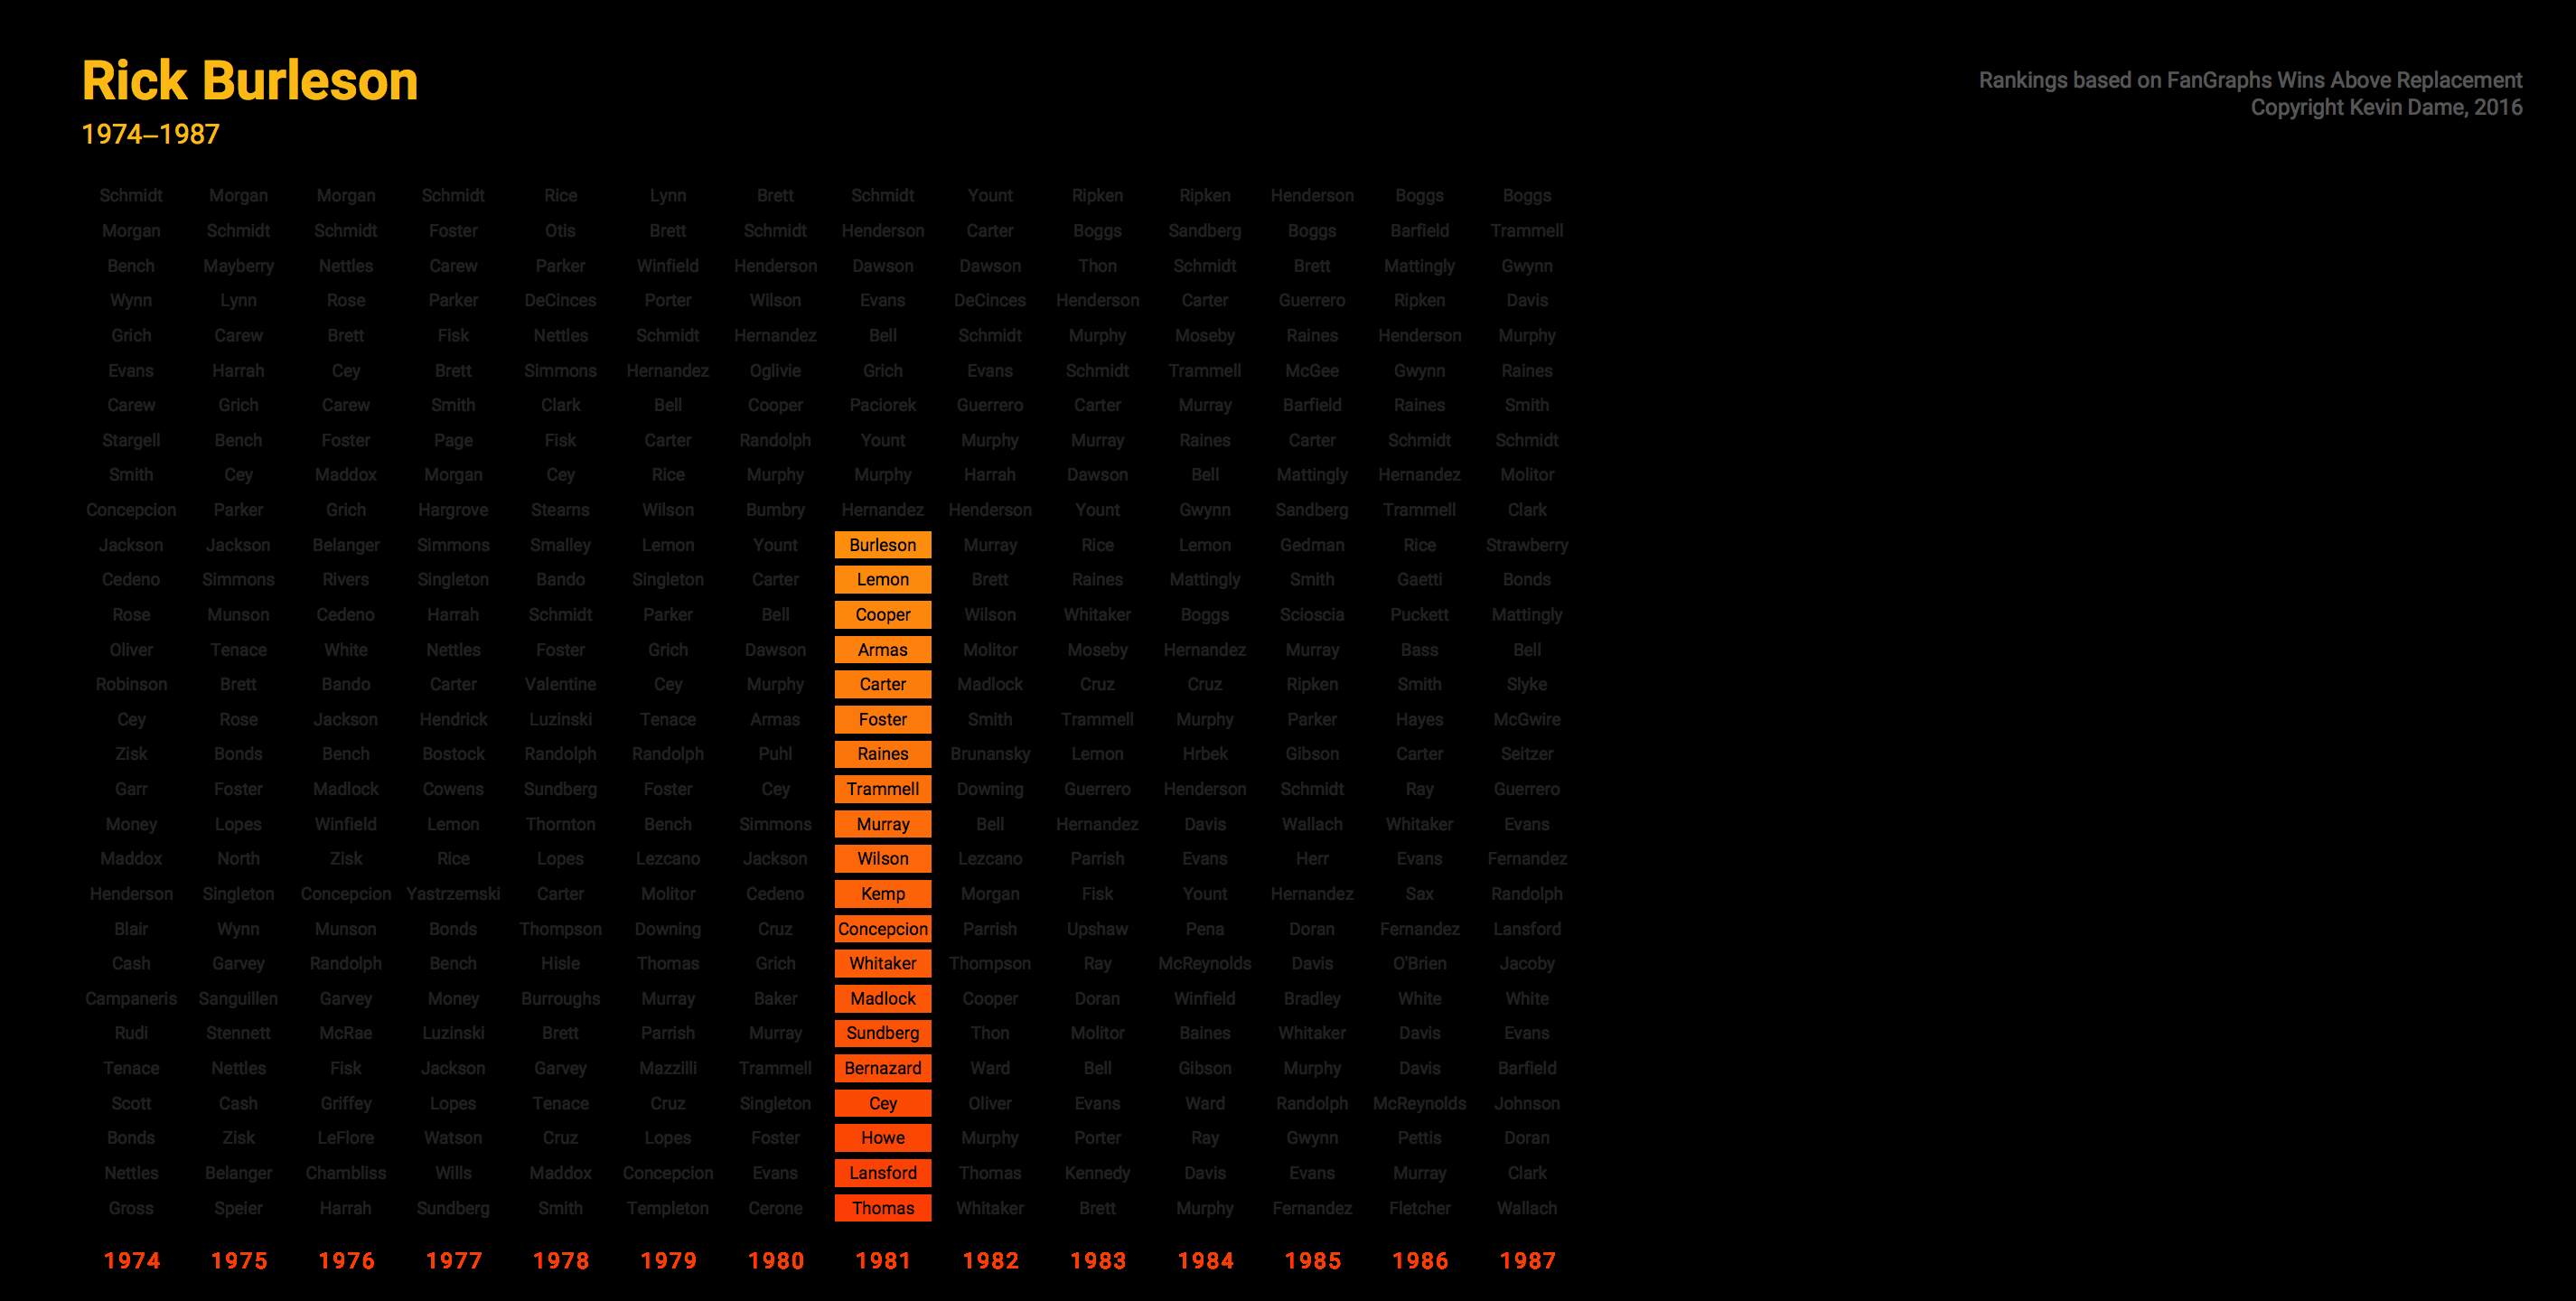 Rick Burleson
1974–1987
Rankings based on FanGraphs Wins Above Replacement
Copyright Kevin Dame, 2016
Schmidt Morgan Morgan Schmidt Rice Lynn Brett Schmidt Yount Ripken Ripken Henderson Boggs Boggs
Morgan Schmidt Schmidt Foster Otis Brett Schmidt Henderson Carter Boggs Sandberg Boggs Barfield Trammell
Bench Mayberry Nettles Carew Parker Winfield Henderson Dawson Dawson Thon Schmidt Brett Mattingly Gwynn
Wynn Lynn Rose Parker DeCinces Porter Wilson Evans DeCinces Henderson Carter Guerrero Ripken Davis
Grich Carew Brett Fisk Nettles Schmidt Hernandez Bell Schmidt Murphy Moseby Raines Henderson Murphy
Evans Harrah Cey Brett Simmons Hernandez Oglivie Grich Evans Schmidt Trammell McGee Gwynn Raines
Carew Grich Carew Smith Clark Bell Cooper Paciorek Guerrero Carter Murray Barfield Raines Smith
Stargell Bench Foster Page Fisk Carter Randolph Yount Murphy Murray Raines Carter Schmidt Schmidt
Smith Cey Maddox Morgan Cey Rice Murphy Murphy Harrah Dawson Bell Mattingly Hernandez Molitor
Concepcion Parker Grich Hargrove Stearns Wilson Bumbry Hernandez Henderson Yount Gwynn Sandberg Trammell Clark
Jackson Jackson Belanger Simmons Smalley Lemon Yount Burleson Murray Rice Lemon Gedman Rice Strawberry
Cedeno Simmons Rivers Singleton Bando Singleton Carter Lemon Brett Raines Mattingly Smith Gaetti Bonds
Rose Munson Cedeno Harrah Schmidt Parker Bell Cooper Wilson Whitaker Boggs Scioscia Puckett Mattingly
Oliver Tenace White Nettles Foster Grich Dawson Armas Molitor Moseby Hernandez Murray Bass Bell
Robinson Brett Bando Carter Valentine Cey Murphy Carter Madlock Cruz Cruz Ripken Smith Slyke
Cey Rose Jackson Hendrick Luzinski Tenace Armas Foster Smith Trammell Murphy Parker Hayes McGwire
Zisk Bonds Bench Bostock Randolph Randolph Puhl Raines Brunansky Lemon Hrbek Gibson Carter Seitzer
Garr Foster Madlock Cowens Sundberg Foster Cey Trammell Downing Guerrero Henderson Schmidt Ray Guerrero
Money Lopes Winfield Lemon Thornton Bench Simmons Murray Bell Hernandez Davis Wallach Whitaker Evans
Maddox North Zisk Rice Lopes Lezcano Jackson Wilson Lezcano Parrish Evans Herr Evans Fernandez
Henderson Singleton Concepcion Yastrzemski Carter Molitor Cedeno Kemp Morgan Fisk Yount Hernandez Sax Randolph
Blair Wynn Munson Bonds Thompson Downing Cruz Concepcion Parrish Upshaw Pena Doran Fernandez Lansford
Cash Garvey Randolph Bench Hisle Thomas Grich Whitaker Thompson Ray McReynolds Davis O'Brien Jacoby
Campaneris Sanguillen Garvey Money Burroughs Murray Baker Madlock Cooper Doran Winfield Bradley White White
Rudi Stennett McRae Luzinski Brett Parrish Murray Sundberg Thon Molitor Baines Whitaker Davis Evans
Tenace Nettles Fisk Jackson Garvey Mazzilli Trammell Bernazard Ward Bell Gibson Murphy Davis Barfield
Scott Cash Griffey Lopes Tenace Cruz Singleton Cey Oliver Evans Ward Randolph McReynolds Johnson
Bonds Zisk LeFlore Watson Cruz Lopes Foster Howe Murphy Porter Ray Gwynn Pettis Doran
Nettles Belanger Chambliss Wills Maddox Concepcion Evans Lansford Thomas Kennedy Davis Evans Murray Clark
Gross Speier Harrah Sundberg Smith Templeton Cerone Thomas Whitaker Brett Murphy Fernandez Fletcher Wallach
1974 1975 1976 1977 1978 1979 1980 1981 1982 1983 1984 1985 1986 1987